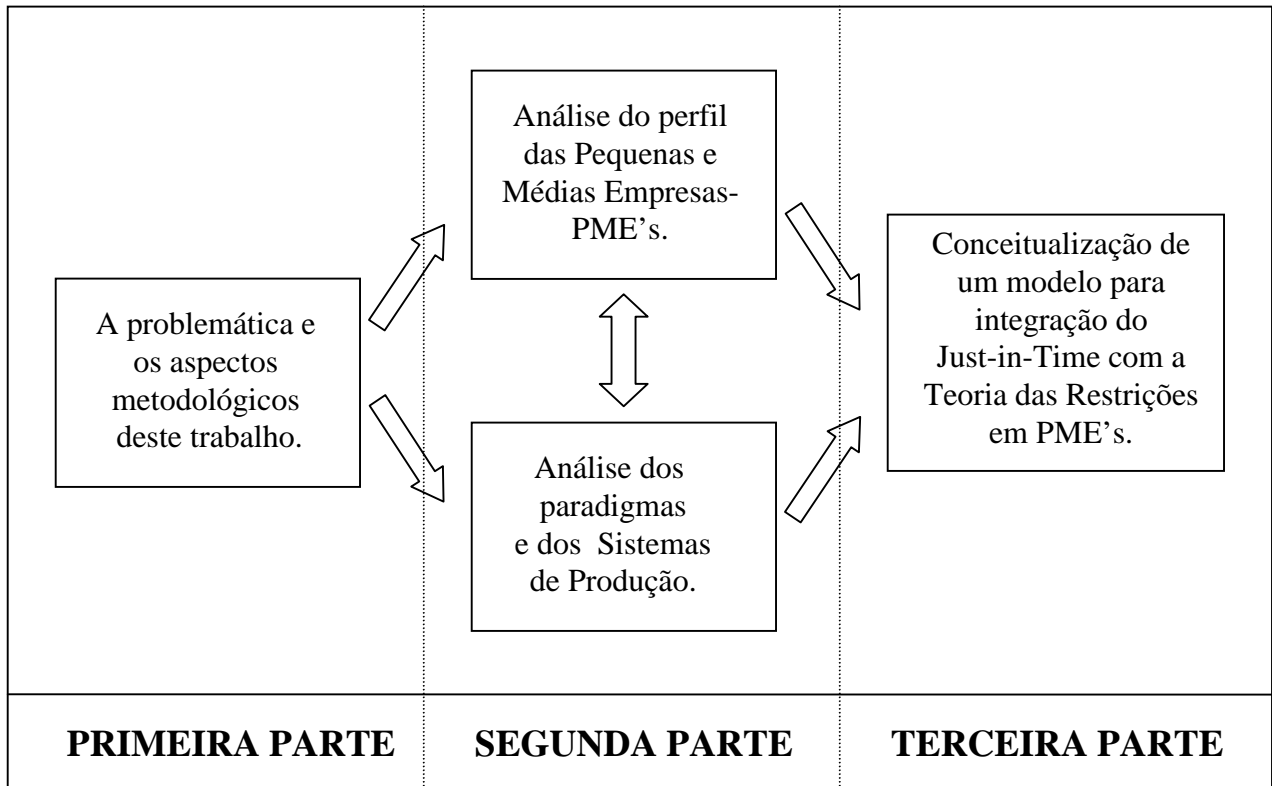 A problemática e
os aspectos
metodológicos
deste trabalho.
Análise do perfil
das Pequenas e
Médias Empresas-
PME’s.
Análise dos
paradigmas
e dos Sistemas
de Produção.
Conceitualização de
um modelo para
integração do
Just-in-Time com a
Teoria das Restrições
em PME’s.
PRIMEIRA PARTE
SEGUNDA PARTE
TERCEIRA PARTE